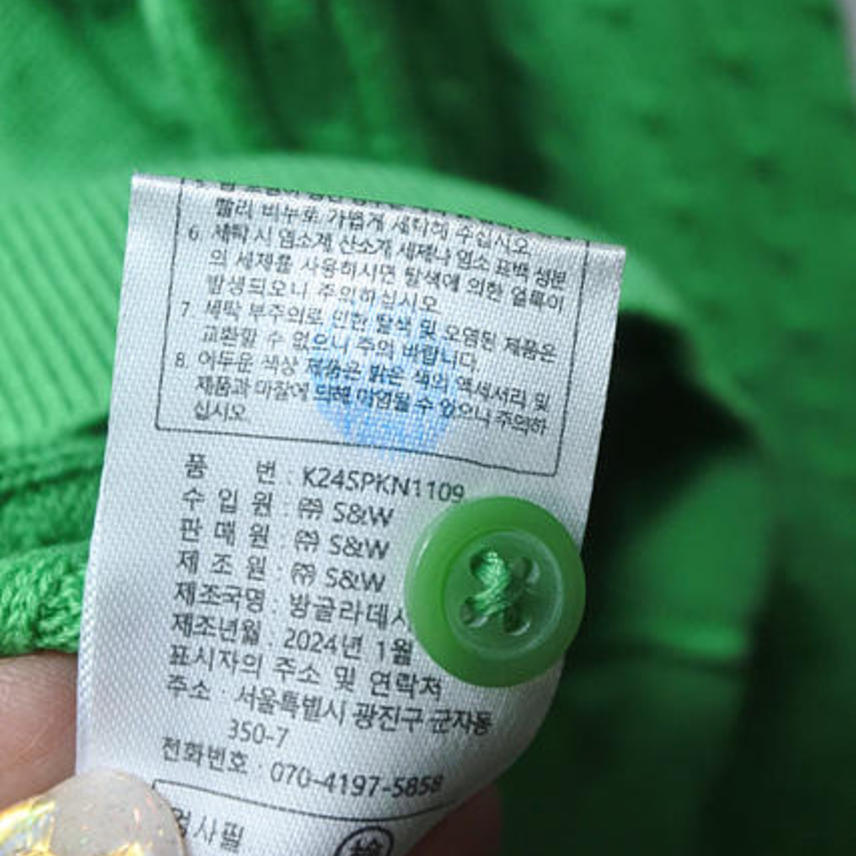 빨리 비누로 가볍게 세탁해 주십시오.
6. 세탁시 염소계 산소계 세제나 염소 표백 성분
의 세제를 사용하시면 탈색에 의한 얼룩이
발생되오니 주의하십시오
7. 세탁 부주의로 인한 탈색 및 오염된 제품은
교환할 수 없으니 주의 바랍니다.
8. 어두운 색상 제품은 밝은 색의 액세서리 및
제품과 마찰에 의해 이염될 수 있으니 주의하
십시오.
품 번 : K24SPKN1109
수 입 원 : ㈜ S&W
판 매 원 : ㈜ S&W
제 조 원 : ㈜ S&W
제조국명 : 방글라데시
제조년월 : 2024년 1월
표시자의 주소 및 연락처
주소 : 서울특별시 광진구 군자동
350-7
전화번호 : 070-4197-5858
검사필